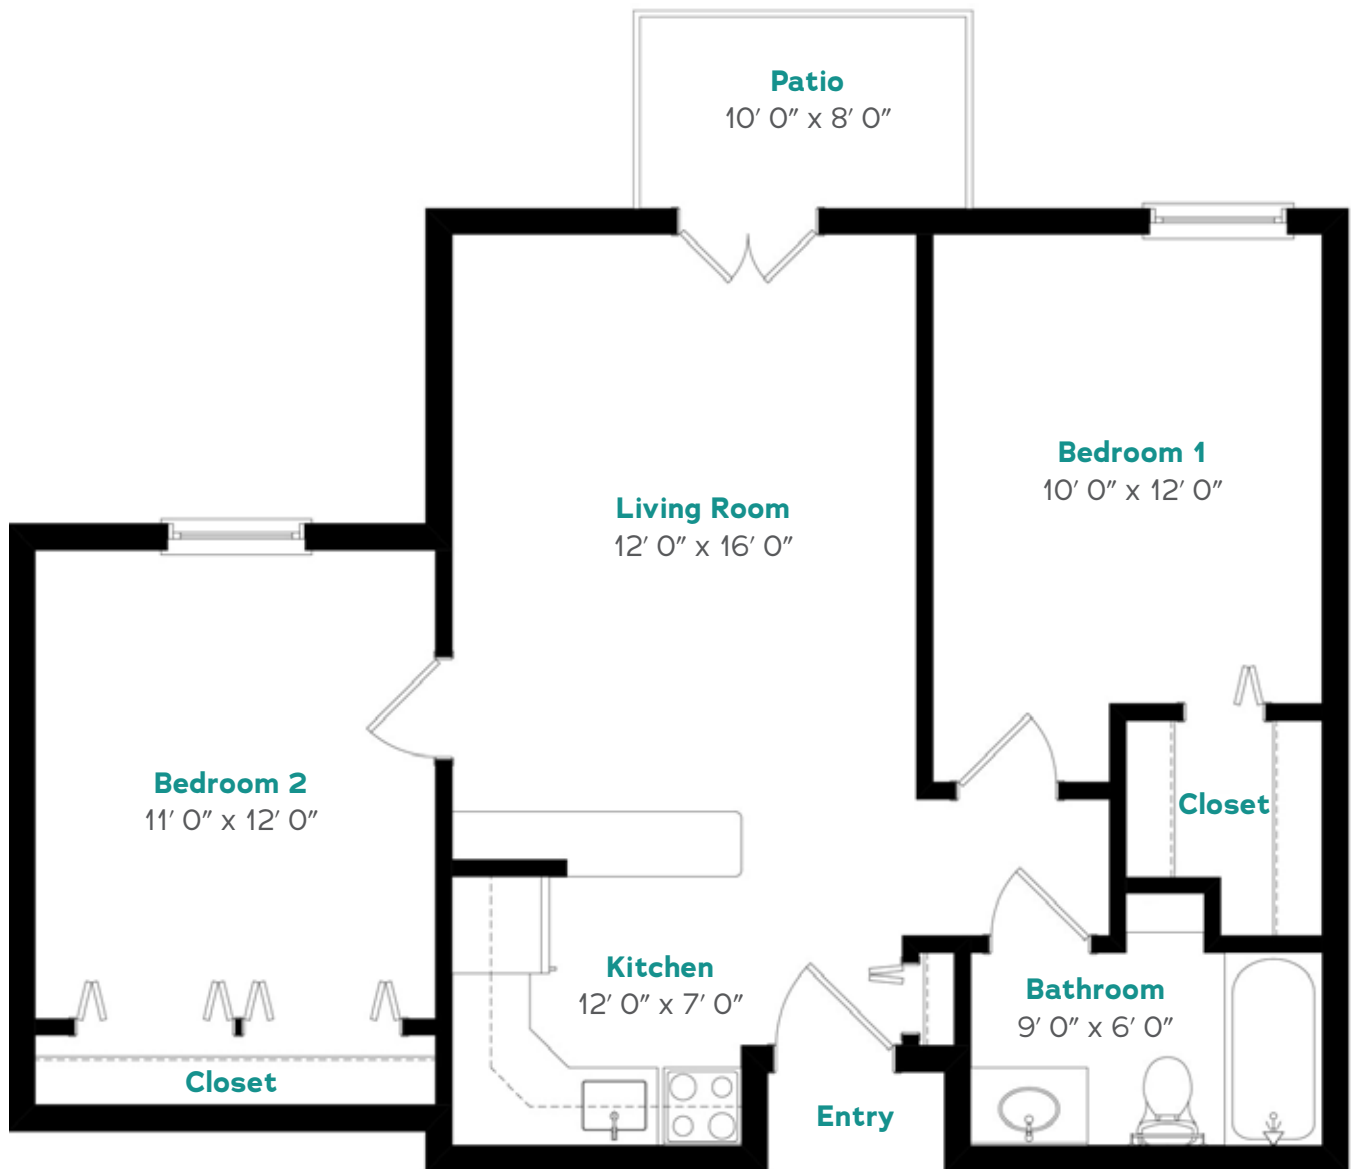 Patio
10' 0" x 8' 0"
Bedroom 1
10' 0" x 12' 0"
Living Room
12' 0" x 16' 0"
Bedroom 2
11' 0" x 12' 0"
Closet
Kitchen
12' 0" x 7' 0"
Bathroom
9' 0" x 6' 0"
Closet
Entry